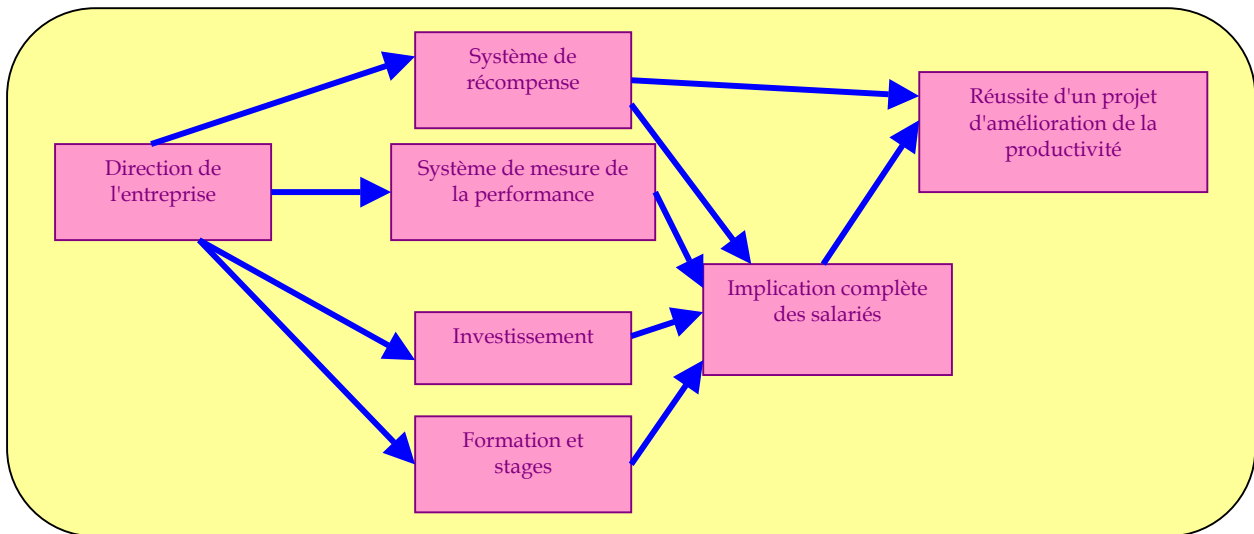 Système de
récompense
Réussite d'un projet
d'amélioration de la
productivité
Direction de
l'entreprise
Système de mesure de
la performance
Implication complète
des salariés
Investissement
Formation et
stages